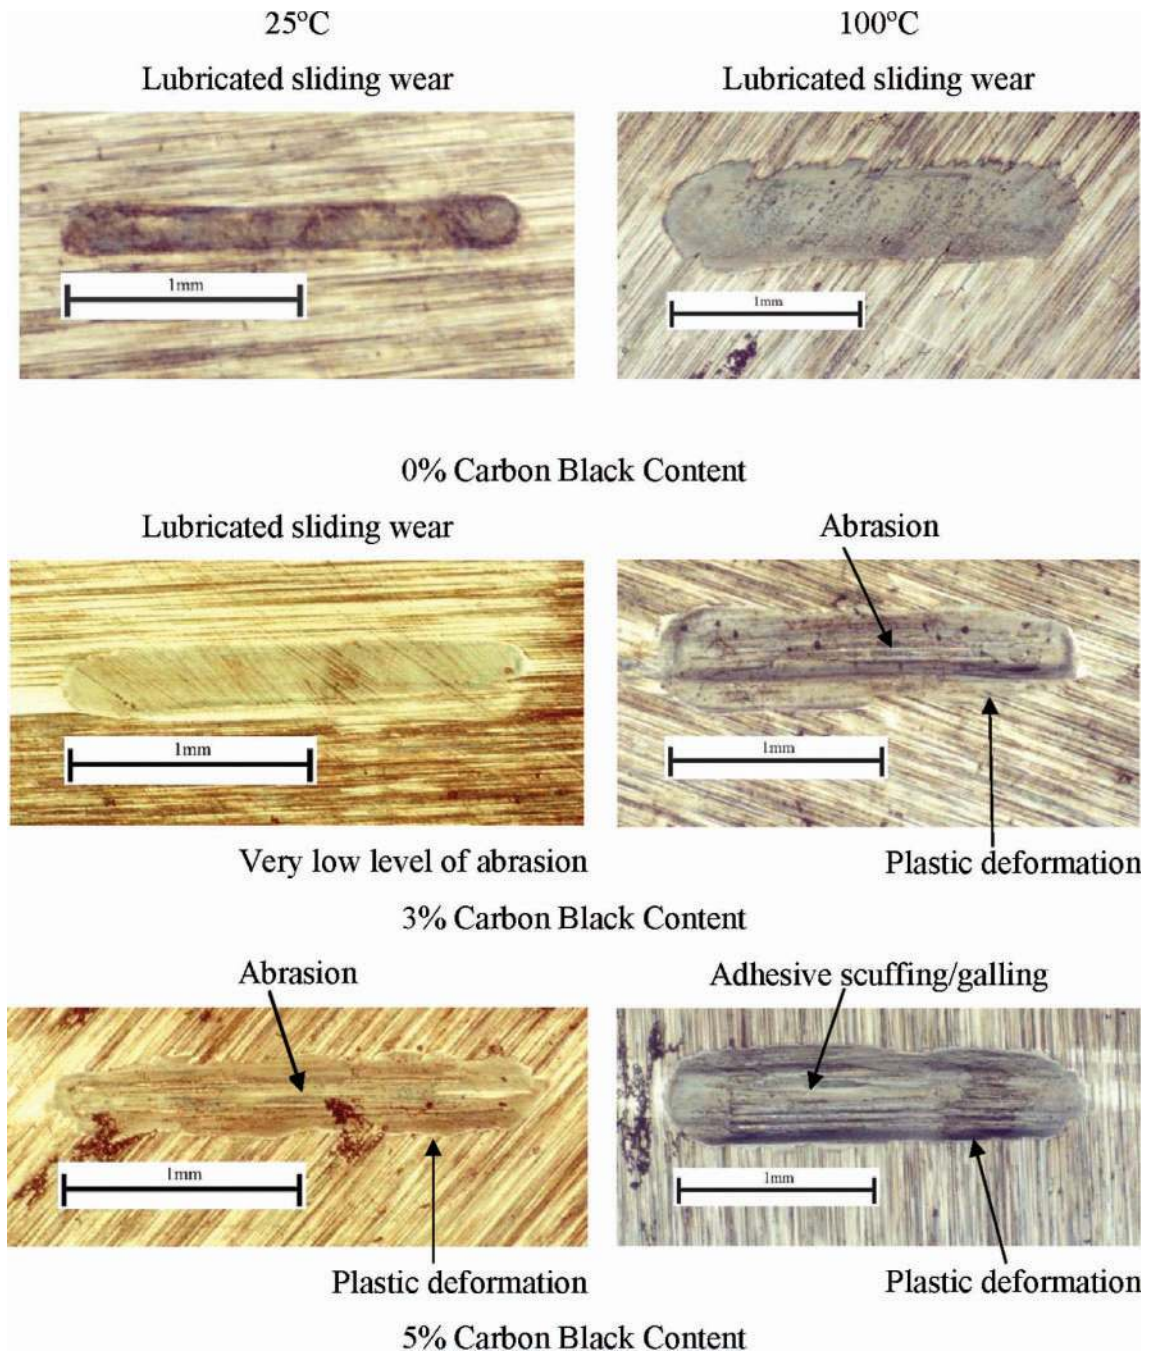 25°C 100°C
Lubricated sliding wear Lubricated sliding wear
1mm 1mm
0% Carbon Black Content
Lubricated sliding wear Abrasion
1mm 1mm
Very low level of abrasion Plastic deformation
3% Carbon Black Content
Abrasion Adhesive scuffing/galling
1mm 1mm
Plastic deformation Plastic deformation
5% Carbon Black Content